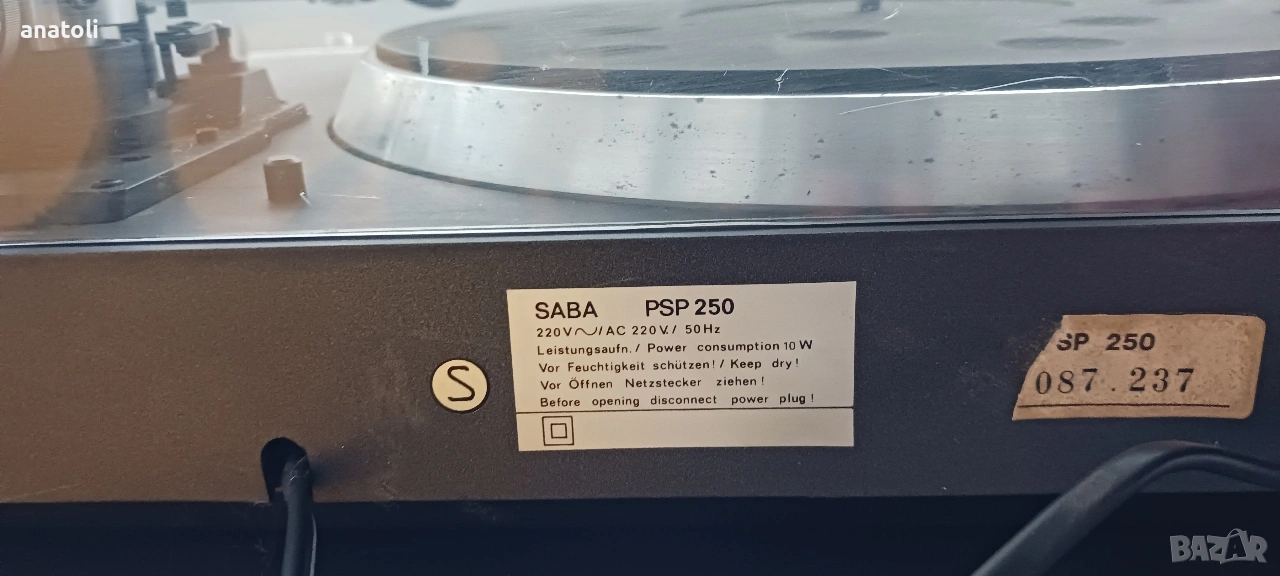 anatoli
SABA PSP 250
220V~//AC 220V./ 50Hz
Leistungsaufn./ Power consumption 10 W
Vor Feuchtigkeit schützen!/ Keep dry!
Vor Öffnen Netzstecker ziehen!
Before opening disconnect power plug!
S
SP 250
087.237
BAZAR